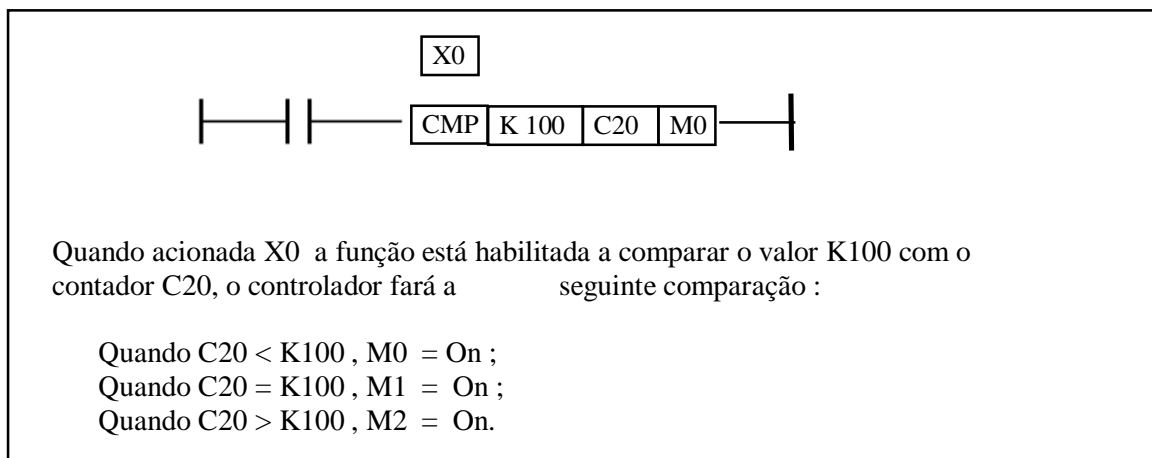 X0
CMP K 100 C20 M0
Quando acionada X0 a função está habilitada a comparar o valor K100 com o
contador C20, o controlador fará a seguinte comparação :
Quando C20 < K100 , M0 = On ;
Quando C20 = K100 , M1 = On ;
Quando C20 > K100 , M2 = On.